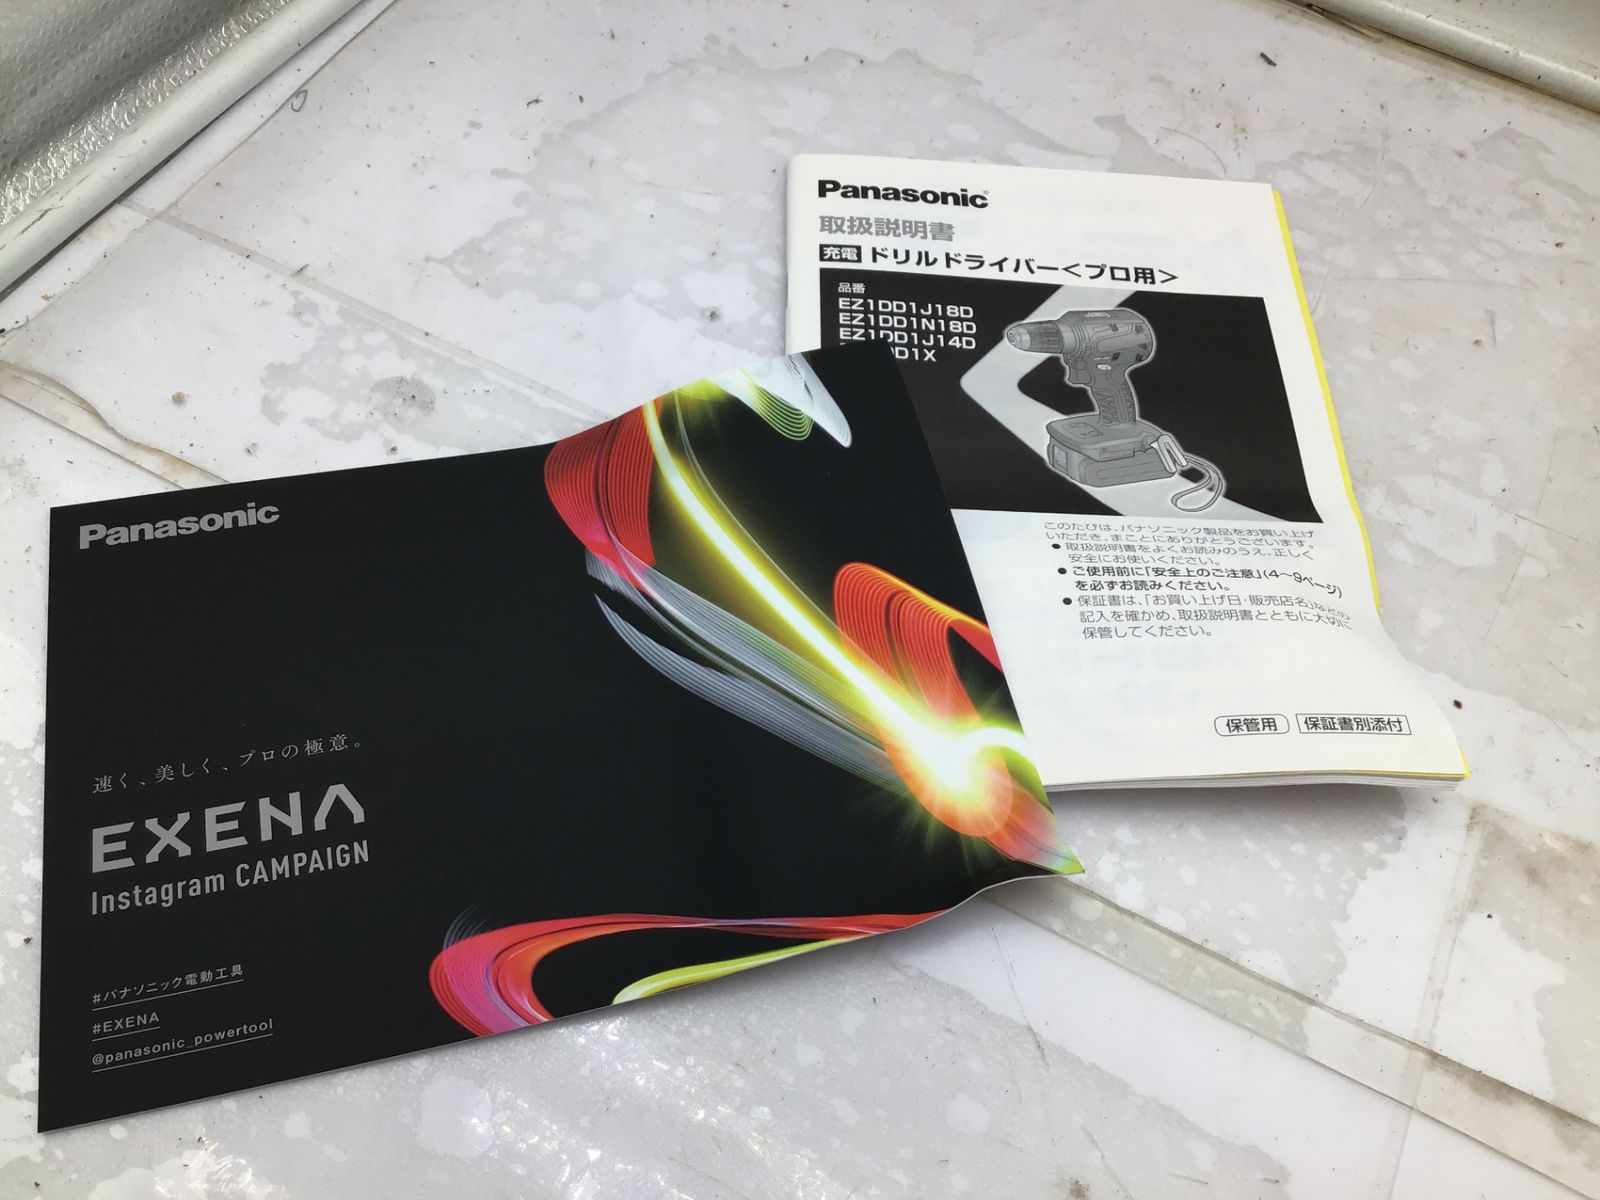 Panasonic
取扱説明書
充電 ドリルドライバー<プロ用>
品番
EZ1DD1J18D
EZ1DD1N18D
EZ1DD1J14D
D1X
このたびは、パナソニック製品をお買い上げ
いただき、まことにありがとうございます。
● 取扱説明書をよくお読みのうえ、正しく
安全にお使いください。
● ご使用前に「安全上のご注意」(4〜9ページ)
を必ずお読みください。
● 保証書は、「お買い上げ日・販売店名」などの
記入を確かめ、取扱説明書とともに大切に
保管してください。
保管用 保証書別添付
Panasonic
速く、美しく、プロの極意。
EXENA
Instagram CAMPAIGN
#パナソニック電動工具
#EXENA
@panasonic_powertool